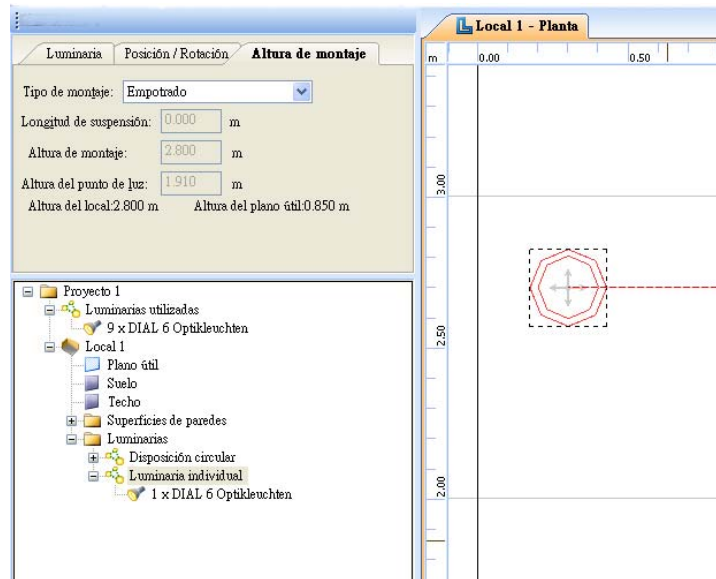 Luminaria Posición / Rotación Altura de montaje
Tipo de montaje: Empotrado
Longitud de suspensión: 0.000 m
Altura de montaje: 2.800 m
Altura del punto de luz: 1.910 m
Altura del local:2.800 m Altura del plano útil:0.850 m
Proyecto 1
Luminarias utilizadas
9 x DIAL 6 Optikleuchten
Local 1
Plano útil
Suelo
Techo
Superficies de paredes
Luminarias
Disposición circular
Luminaria individual
1 x DIAL 6 Optikleuchten
Local 1 - Planta
m 0.00 0.50
3.00
2.50
2.00